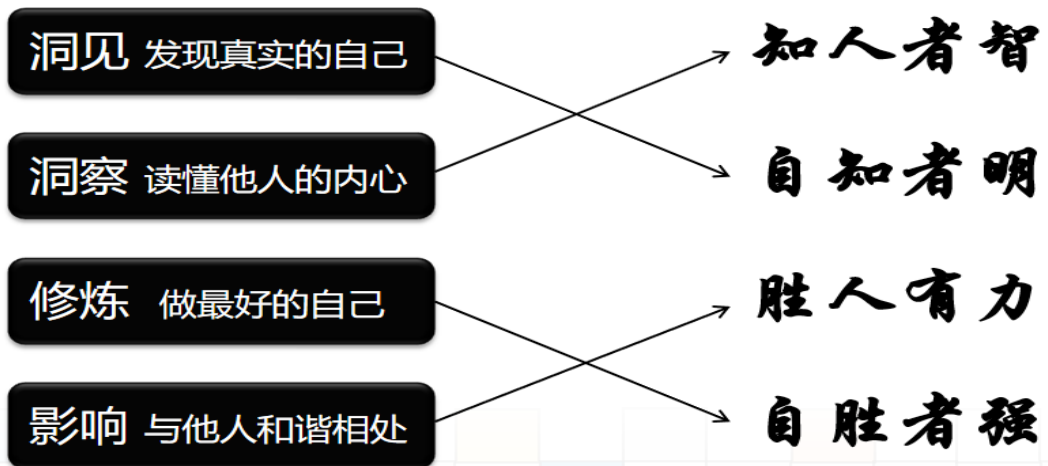 洞见 发现真实的自己
知人者智
洞察 读懂他人的内心
自知者明
修炼 做最好的自己
胜人有力
影响 与他人和谐相处
自胜者强